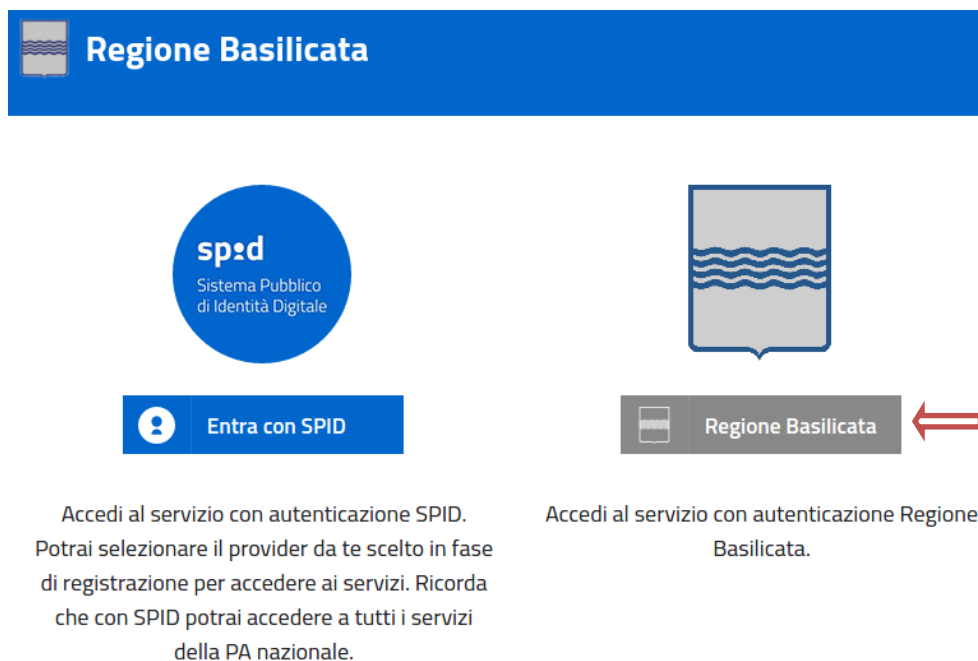 Regione Basilicata
spid
Sistema Pubblico
di Identità Digitale
Entra con SPID
Regione Basilicata
Accedi al servizio con autenticazione SPID.
Potrai selezionare il provider da te scelto in fase
di registrazione per accedere ai servizi. Ricorda
che con SPID potrai accedere a tutti i servizi
della PA nazionale.
Accedi al servizio con autenticazione Regione
Basilicata.